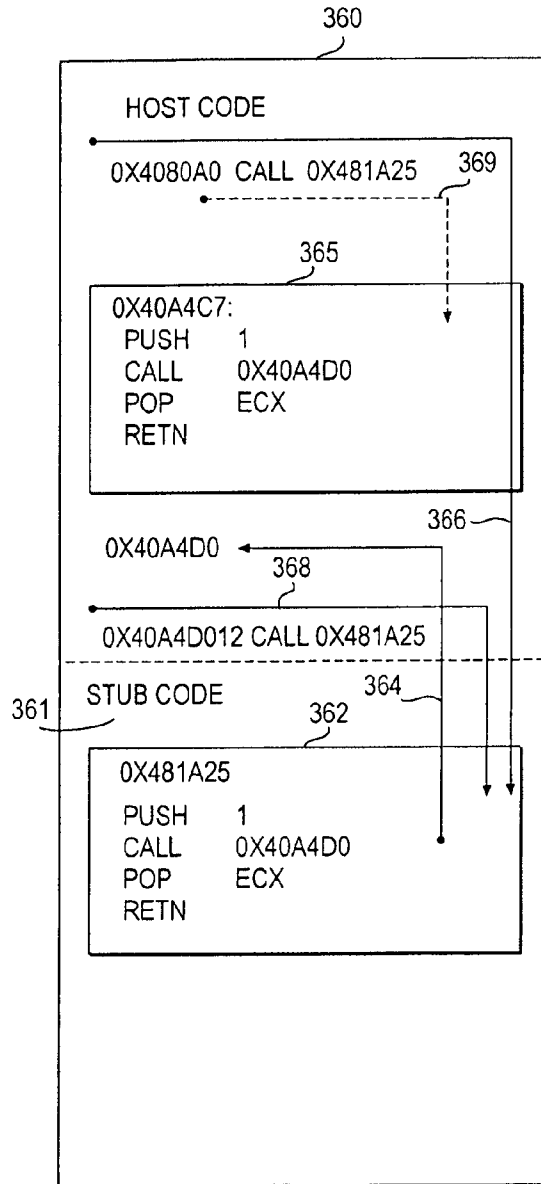 360
HOST CODE
0X4080A0 CALL 0X481A25
369
365
0X40A4C7:
PUSH 1
CALL 0X40A4D0
POP ECX
RETN
366
0X40A4D0
368
0X40A4D012 CALL 0X481A25
STUB CODE
361
364
362
0X481A25
PUSH 1
CALL 0X40A4D0
POP ECX
RETN